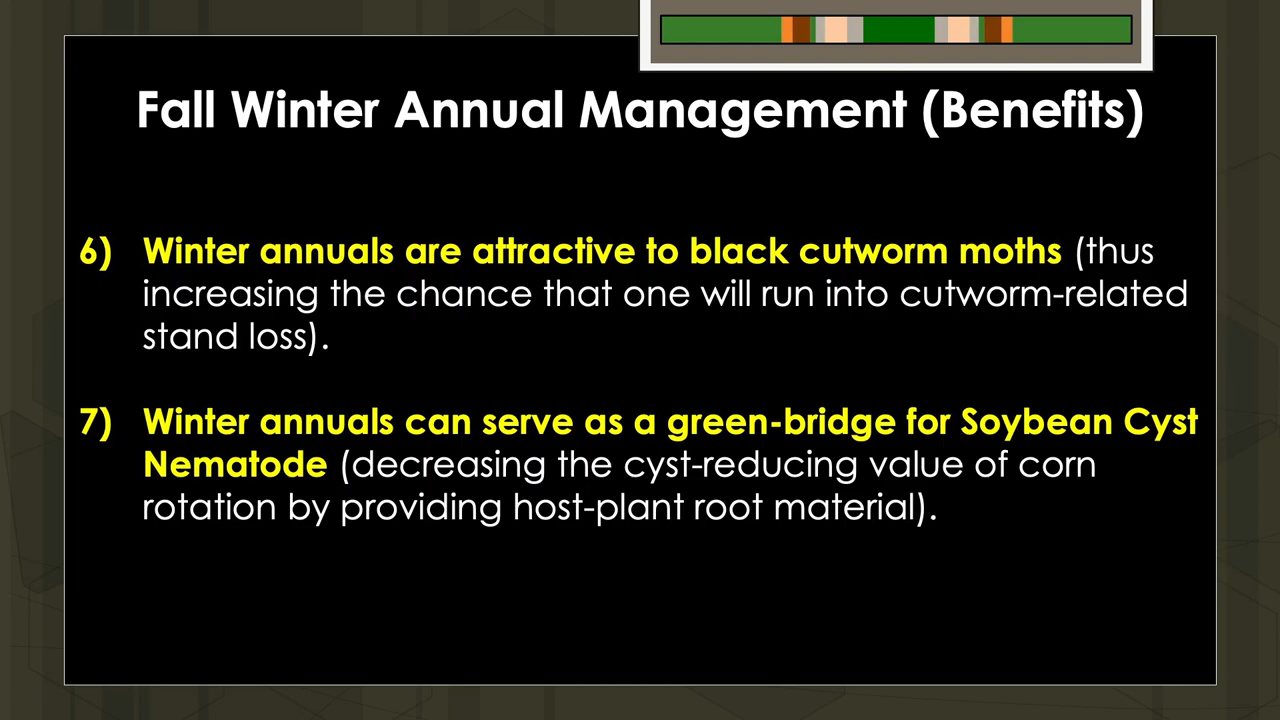 Fall Winter Annual Management (Benefits)
6) Winter annuals are attractive to black cutworm moths (thus
increasing the chance that one will run into cutworm-related
stand loss).
7) Winter annuals can serve as a green-bridge for Soybean Cyst
Nematode (decreasing the cyst-reducing value of corn
rotation by providing host-plant root material).